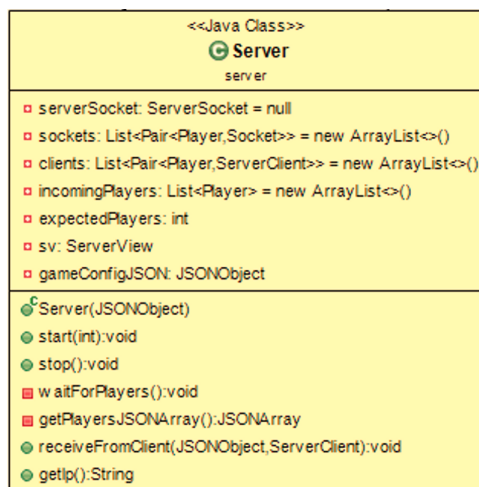 <<Java Class>>
C Server
server
serverSocket: ServerSocket = null
sockets: List<Pair<Player,Socket>> = new ArrayList<>()
clients: List<Pair<Player,ServerClient>> = new ArrayList<>()
incomingPlayers: List<Player> = new ArrayList<>()
expectedPlayers: int
sv: ServerView
gameConfigJSON: JSONObject
C Server(JSONObject)
start(int):void
stop():void
waitForPlayers():void
getPlayersJSONArray():JSONArray
receiveFromClient(JSONObject,ServerClient):void
getIp():String